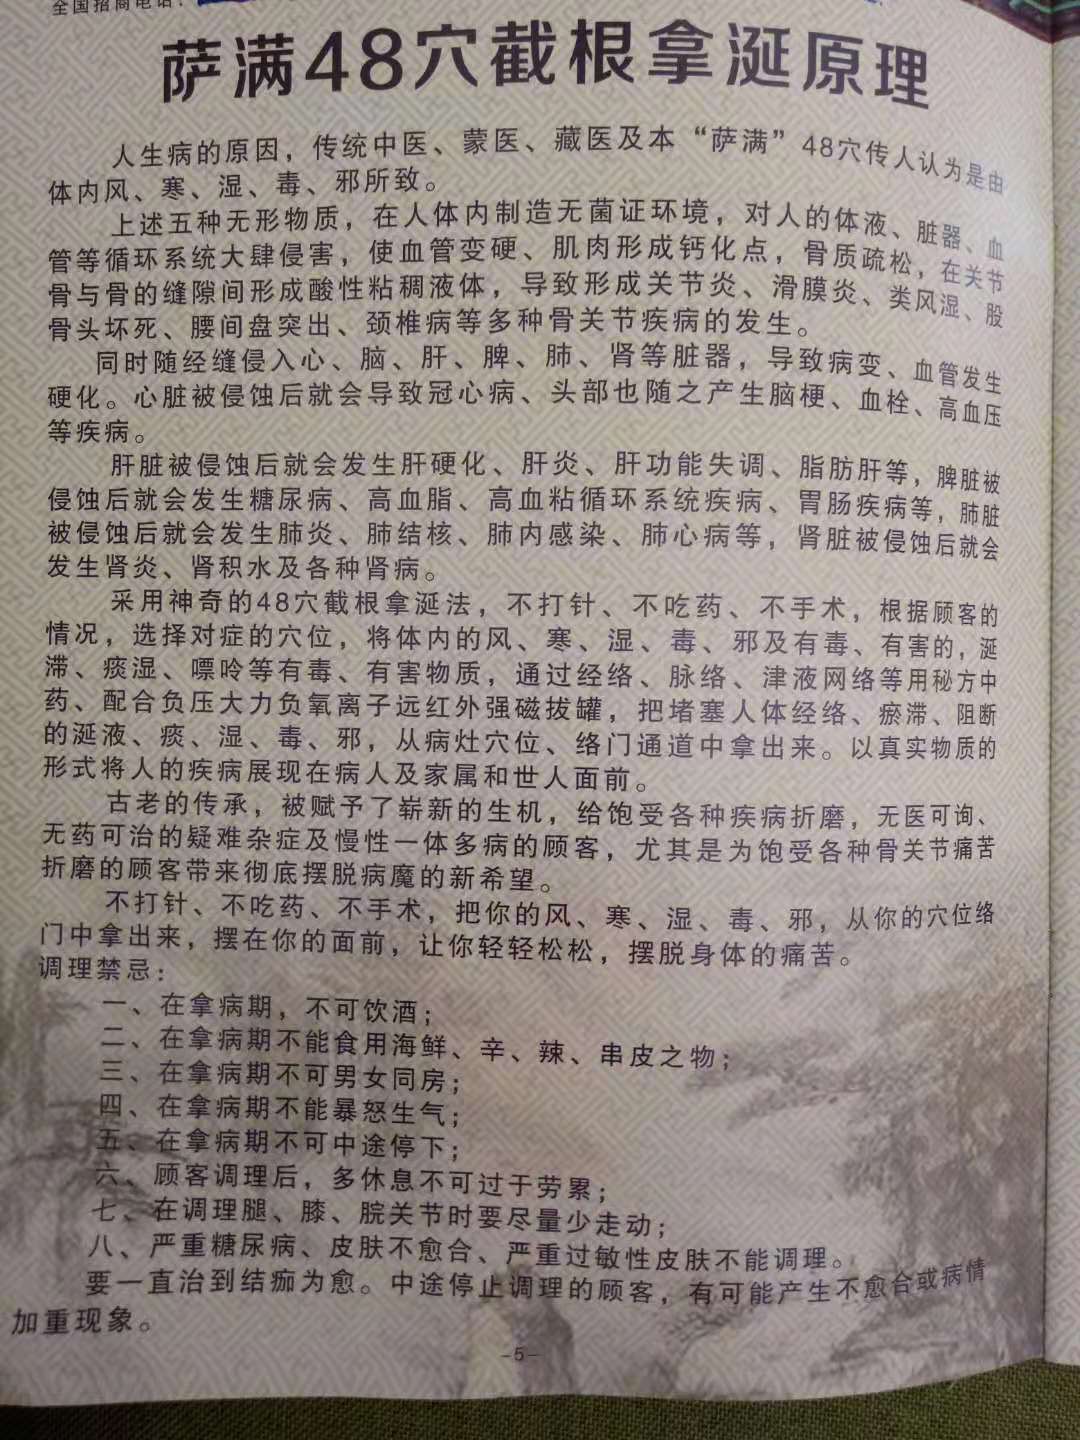 全国招商电话:
萨满48穴截根拿涎原理
人生病的原因，传统中医、蒙医、藏医及本“萨满”48穴传人认为是由
体内风、寒、湿、毒、邪所致。
上述五种无形物质，在人体内制造无菌证环境，对人的体液、脏器、血
管等循环系统大肆侵害，使血管变硬、肌肉形成钙化点，骨质疏松，在关节
骨与骨的缝隙间形成酸性粘稠液体，导致形成关节炎、滑膜炎、类风湿、股
骨头坏死、腰间盘突出、颈椎病等多种骨关节疾病的发生。
同时随经缝侵入心、脑、肝、脾、肺、肾等脏器，导致病变、血管发生
硬化。心脏被侵蚀后就会导致冠心病、头部也随之产生脑梗、血栓、高血压
等疾病。
肝脏被侵蚀后就会发生肝硬化、肝炎、肝功能失调、脂肪肝等，脾脏被
侵蚀后就会发生糖尿病、高血脂、高血粘循环系统疾病、胃肠疾病等，肺脏
被侵蚀后就会发生肺炎、肺结核、肺内感染、肺心病等，肾脏被侵蚀后就会
发生肾炎、肾积水及各种肾病。
采用神奇的48穴截根拿涎法，不打针、不吃药、不手术，根据顾客的
情况，选择对症的穴位，将体内的风、寒、湿、毒、邪及有毒、有害的，涎
滞、痰湿、嘌呤等有毒、有害物质，通过经络、脉络、津液网络等用秘方中
药、配合负压大力负氧离子远红外强磁拔罐，把堵塞人体经络、瘀滞、阻断
的涎液、痰、湿、毒、邪，从病灶穴位、络门通道中拿出来。以真实物质的
形式将人的疾病展现在病人及家属和世人面前。
古老的传承，被赋予了崭新的生机，给饱受各种疾病折磨，无医可询、
无药可治的疑难杂症及慢性一体多病的顾客，尤其是为饱受各种骨关节痛苦
折磨的顾客带来彻底摆脱病魔的新希望。
不打针、不吃药、不手术，把你的风、寒、湿、毒、邪，从你的穴位络
门中拿出来，摆在你的面前，让你轻轻松松，摆脱身体的痛苦。
调理禁忌：
一、在拿病期，不可饮酒；
二、在拿病期不能食用海鲜、辛、辣、串皮之物；
三、在拿病期不可男女同房；
四、在拿病期不能暴怒生气；
五、在拿病期不可中途停下；
六、顾客调理后，多休息不可过于劳累；
七、在调理腿、膝、脘关节时要尽量少走动；
八、严重糖尿病、皮肤不愈合、严重过敏性皮肤不能调理。
要一直治到结痂为愈。中途停止调理的顾客，有可能产生不愈合或病情
加重现象。
-5-